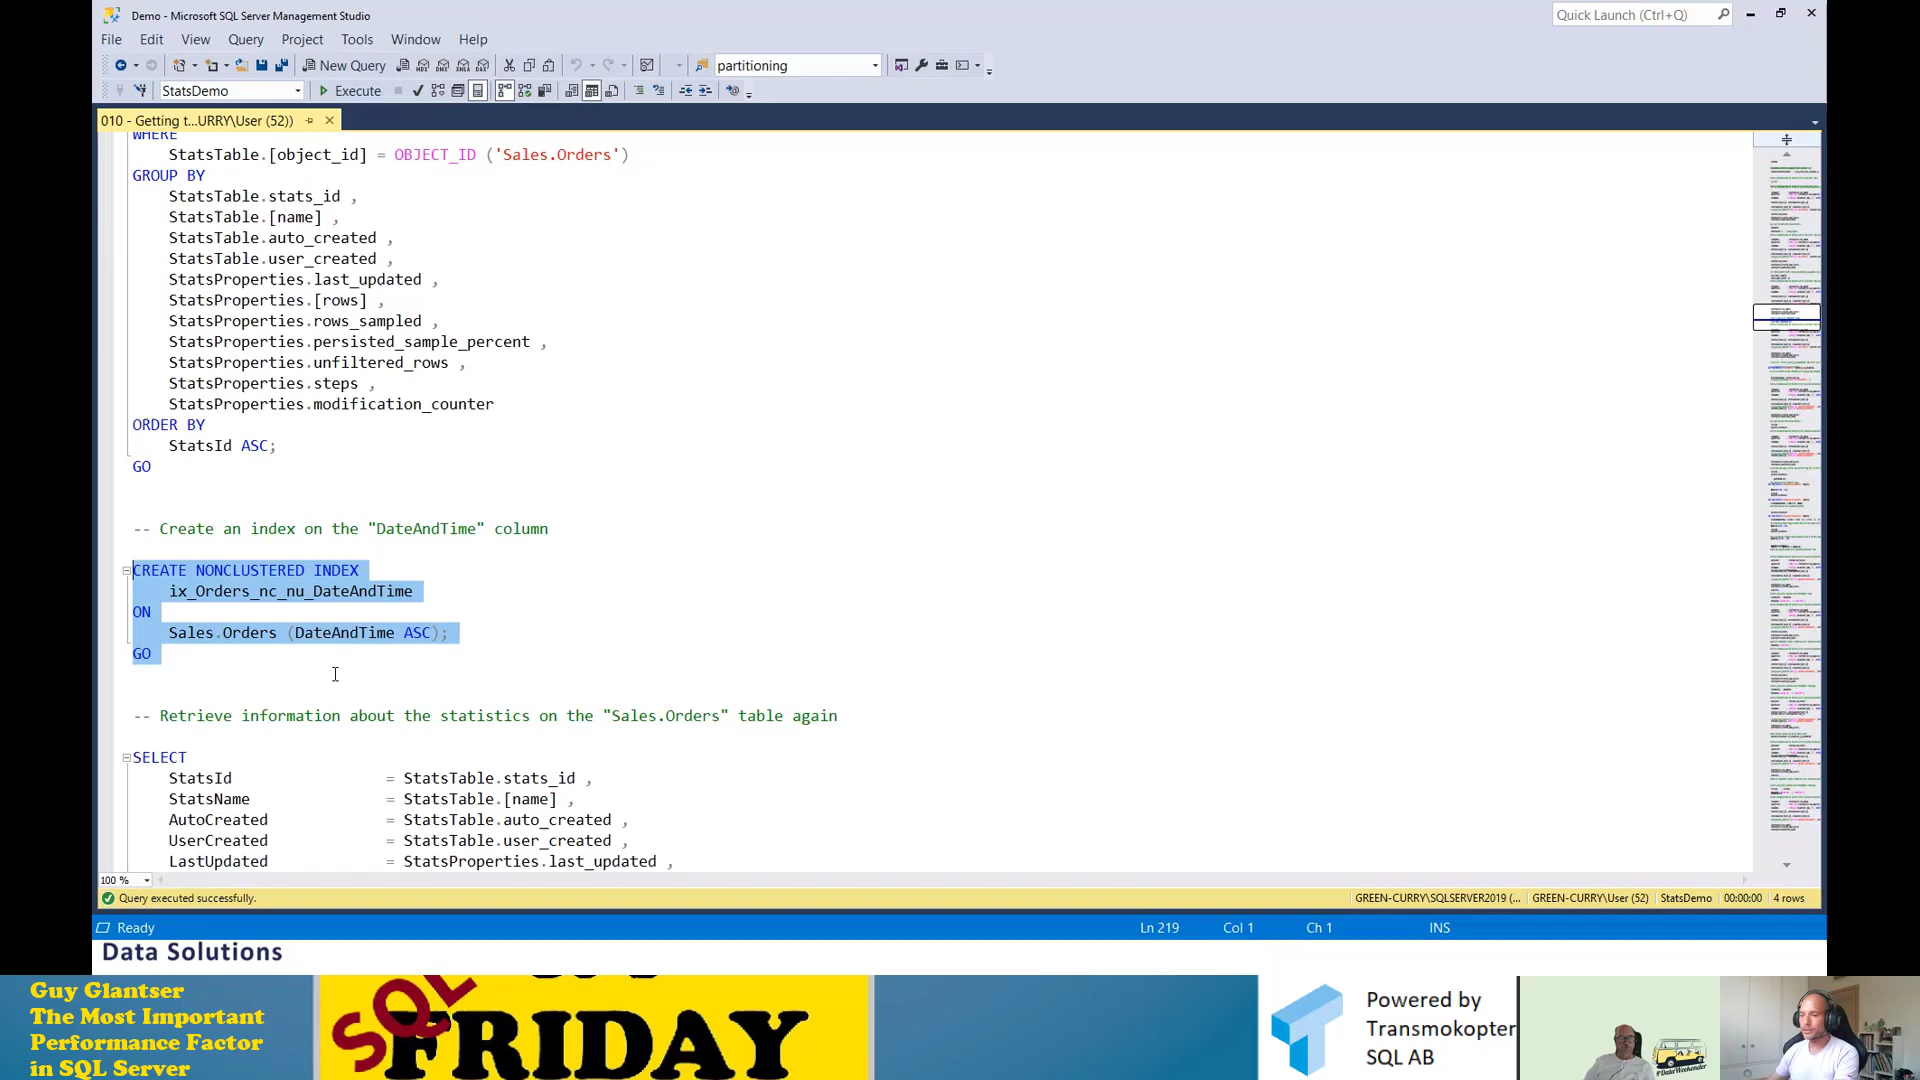 Demo - Microsoft SQL Server Management Studio
Quick Launch (Ctrl+Q)
File Edit View Query Project Tools Window Help
New Query
partitioning
StatsDemo
Execute
010 - Getting t...URRY\User (52))
WHERE
StatsTable.[object_id] = OBJECT_ID ('Sales.Orders')
GROUP BY
StatsTable.stats_id ,
StatsTable.[name] ,
StatsTable.auto_created ,
StatsTable.user_created ,
StatsProperties.last_updated ,
StatsProperties.[rows] ,
StatsProperties.rows_sampled ,
StatsProperties.persisted_sample_percent ,
StatsProperties.unfiltered_rows ,
StatsProperties.steps ,
StatsProperties.modification_counter
ORDER BY
StatsId ASC;
GO
-- Create an index on the "DateAndTime" column
CREATE NONCLUSTERED INDEX
ix_Orders_nc_nu_DateAndTime
ON
Sales.Orders (DateAndTime ASC);
GO
-- Retrieve information about the statistics on the "Sales.Orders" table again
SELECT
StatsId = StatsTable.stats_id ,
StatsName = StatsTable.[name] ,
AutoCreated = StatsTable.auto_created ,
UserCreated = StatsTable.user_created ,
LastUpdated = StatsProperties.last_updated ,
100 %
Query executed successfully.
GREEN-CURRY\SQLSERVER2019 (... GREEN-CURRY\User (52) StatsDemo 00:00:00 4 rows
Ready
Ln 219 Col 1 Ch 1 INS
Data Solutions
Guy Glantser
The Most Important
Performance Factor
in SQL Server
SQL
FRIDAY
Powered by
Transmokopter
SQL AB
#DataWeekender